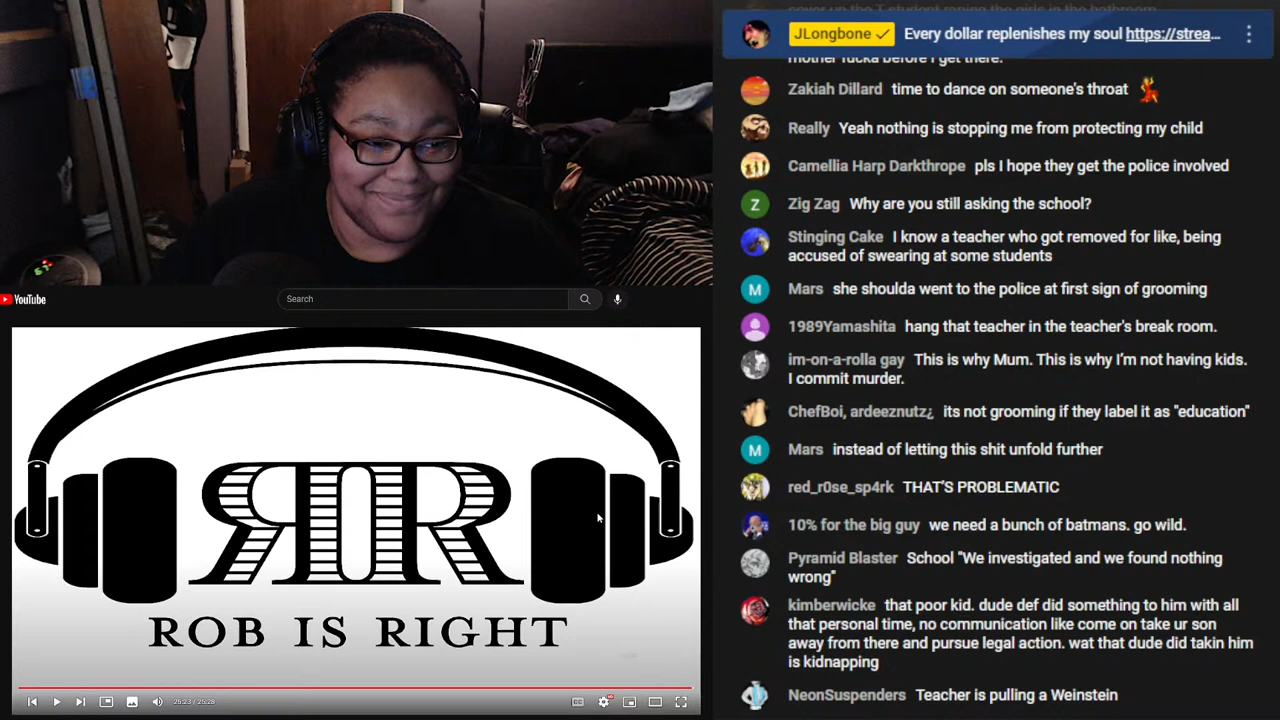 cover up the T student raping the girls in the bathroom
JLongbone ✓ Every dollar replenishes my soul https://strea...
mother fucka before I get there.
Zakiah Dillard time to dance on someone's throat 💃
Really Yeah nothing is stopping me from protecting my child
Camellia Harp Darkthrope pls I hope they get the police involved
Z Zig Zag Why are you still asking the school?
Stinging Cake I know a teacher who got removed for like, being
accused of swearing at some students
M Mars she shoulda went to the police at first sign of grooming
1989Yamashita hang that teacher in the teacher's break room.
im-on-a-rolla gay This is why Mum. This is why I'm not having kids.
I commit murder.
ChefBoi, ardeeznutz¿ its not grooming if they label it as "education"
M Mars instead of letting this shit unfold further
red_r0se_sp4rk THAT'S PROBLEMATIC
10% for the big guy we need a bunch of batmans. go wild.
Pyramid Blaster School "We investigated and we found nothing
wrong"
kimberwicke that poor kid. dude def did something to him with all
that personal time, no communication like come on take ur son
away from there and pursue legal action. wat that dude did takin him
is kidnapping
NeonSuspenders Teacher is pulling a Weinstein
YouTube
Search
RIR
ROB IS RIGHT
25:23 / 25:28
CC
HD